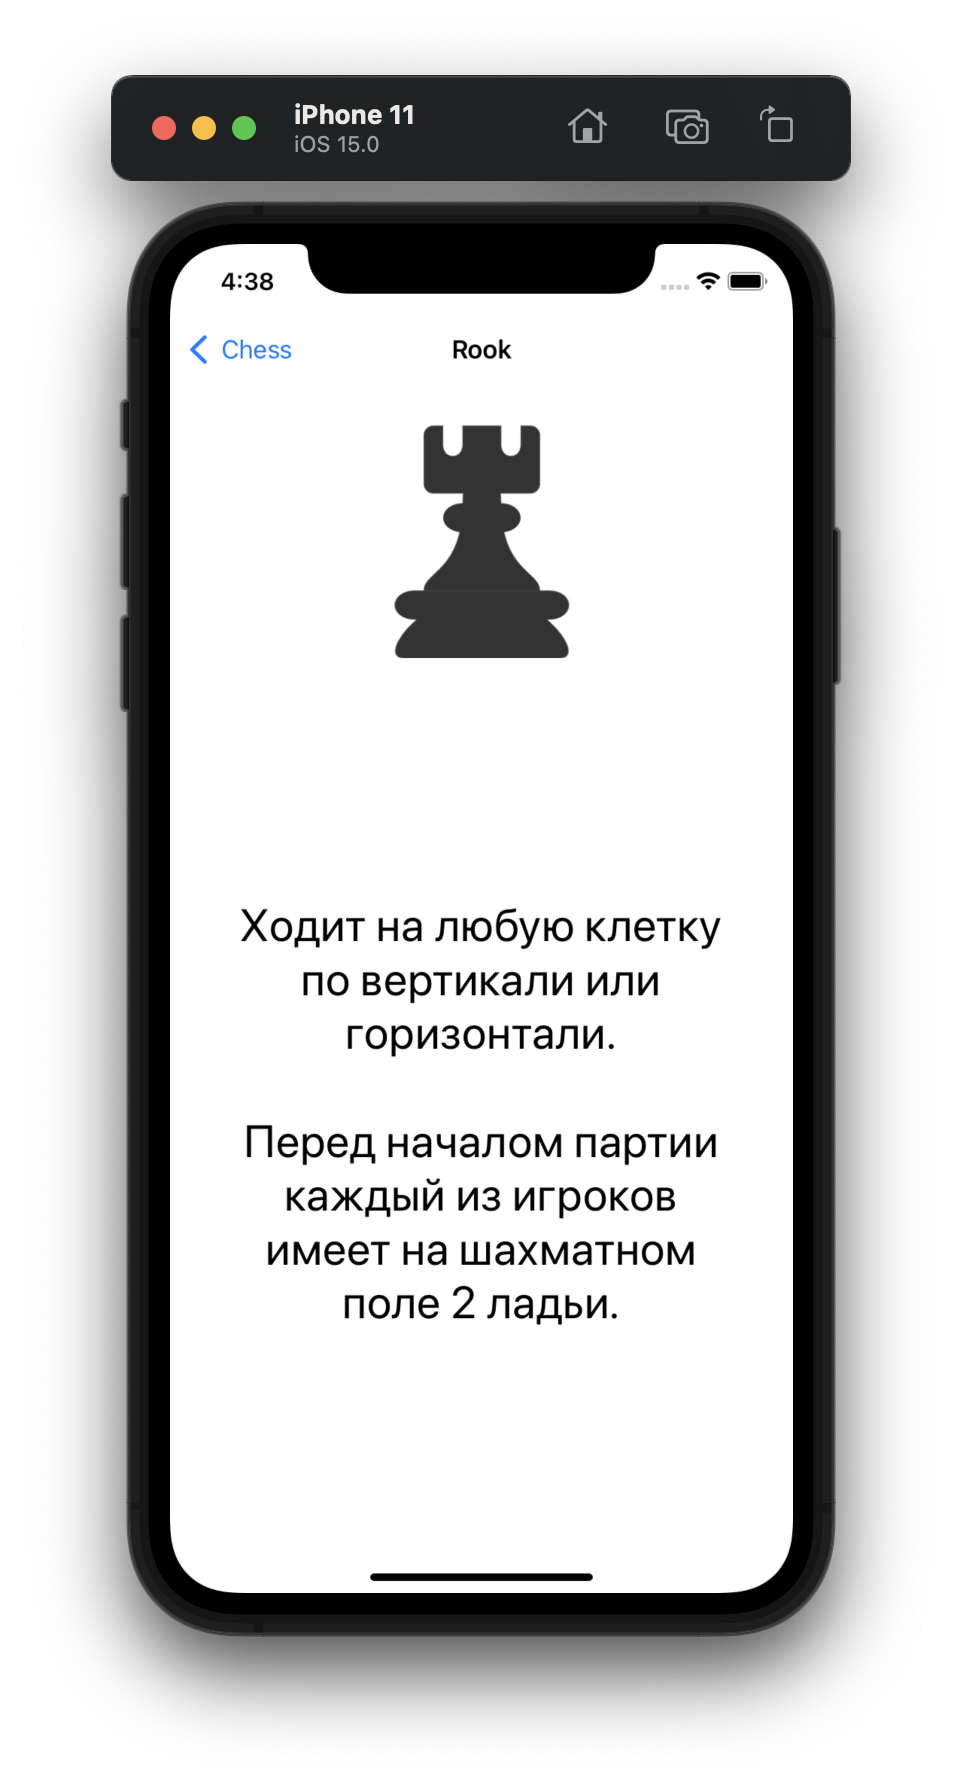 iPhone 11
iOS 15.0
4:38
Chess
Rook
Ходит на любую клетку
по вертикали или
горизонтали.
Перед началом партии
каждый из игроков
имеет на шахматном
поле 2 ладьи.